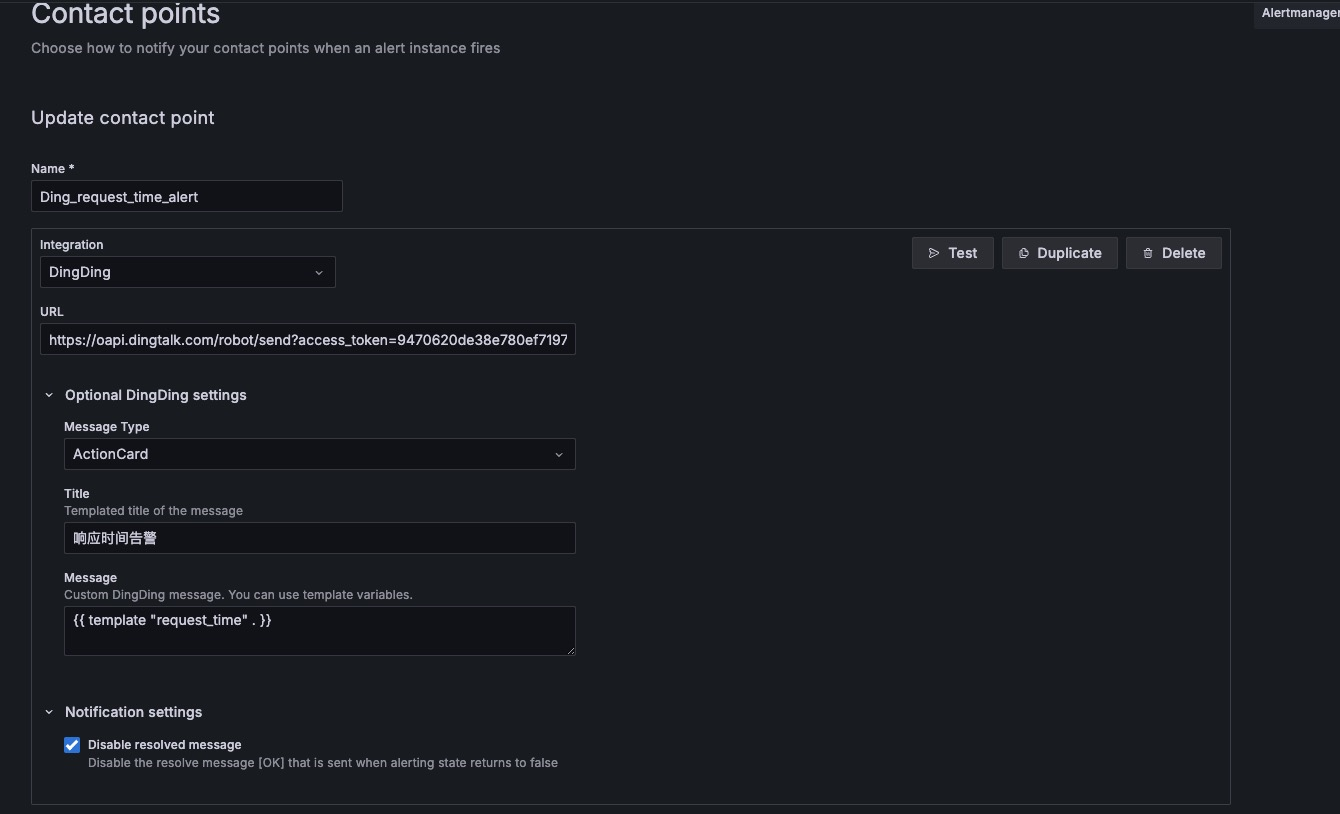 Contact points
Alertmanager
Choose how to notify your contact points when an alert instance fires
Update contact point
Name *
Ding_request_time_alert
Integration
Test
Duplicate
Delete
DingDing
URL
https://oapi.dingtalk.com/robot/send?access_token=9470620de38e780ef7197
Optional DingDing settings
Message Type
ActionCard
Title
Templated title of the message
响应时间告警
Message
Custom DingDing message. You can use template variables.
{{ template "request_time" . }}
Notification settings
Disable resolved message
Disable the resolve message [OK] that is sent when alerting state returns to false